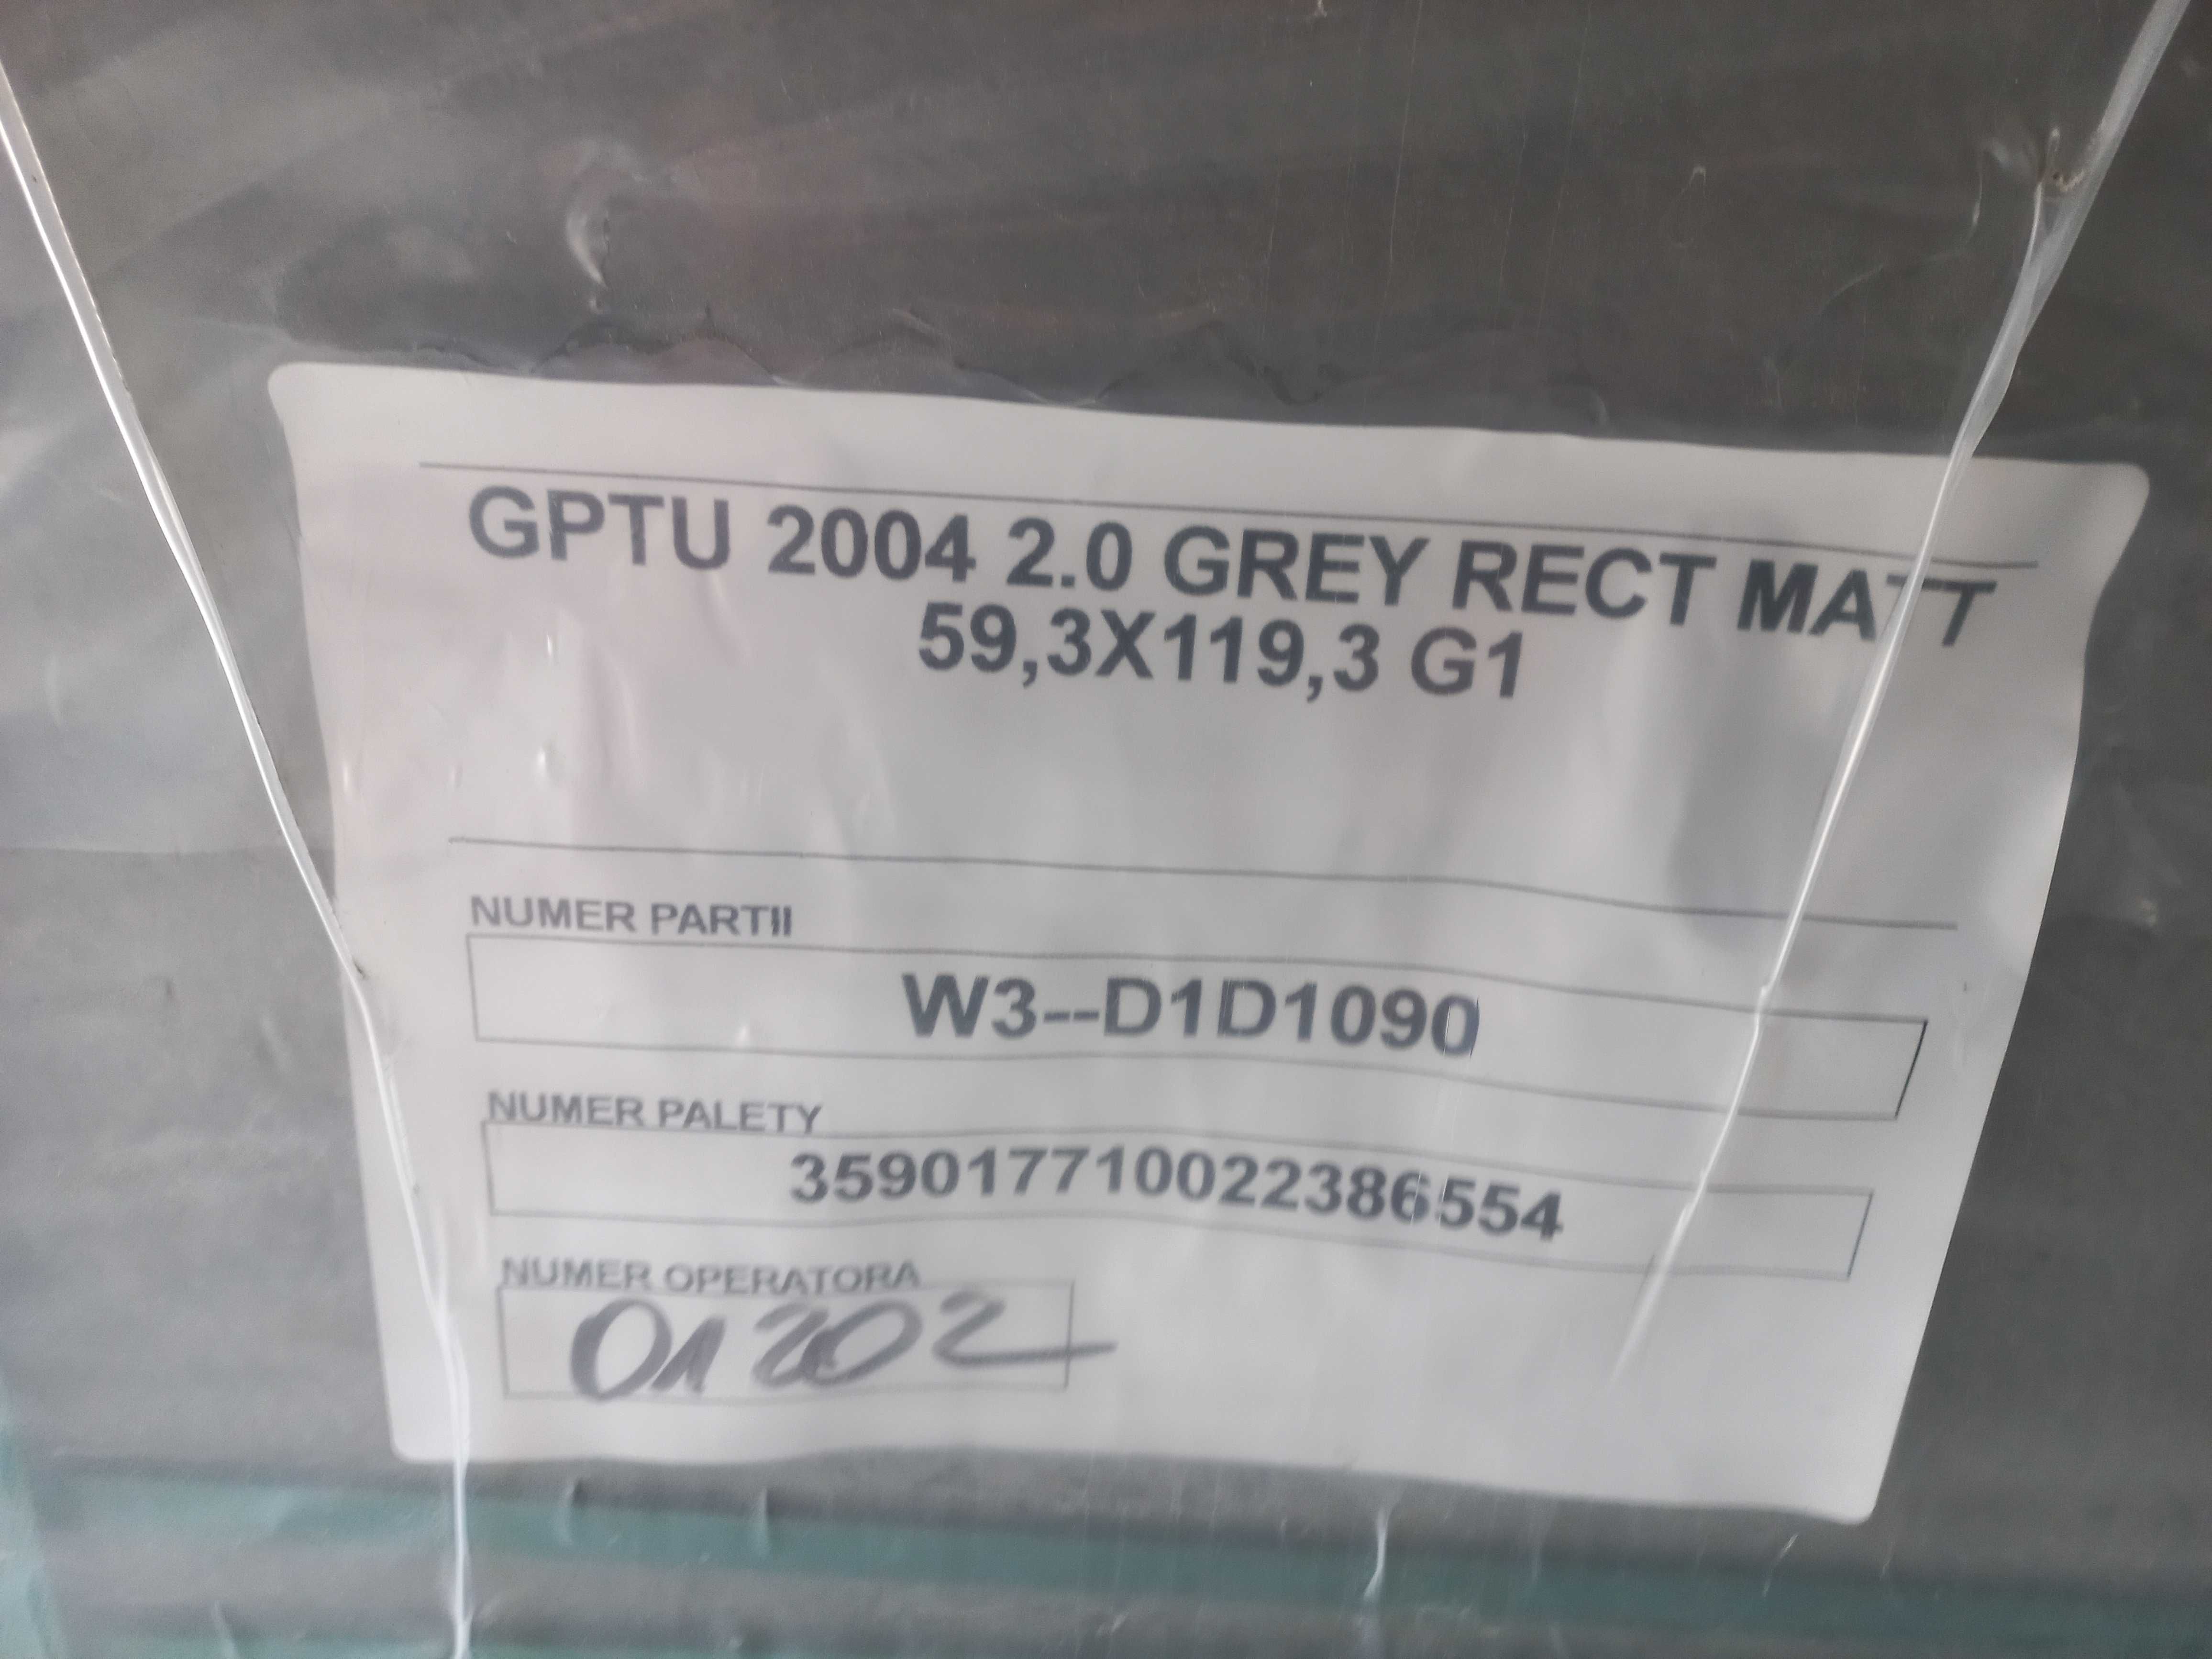 GPTU 2004 2.0 GREY RECT MATT
59,3X119,3 G1
NUMER PARTII
W3--D1D1090
NUMER PALETY
359017710022386554
NUMER OPERATORA
01202